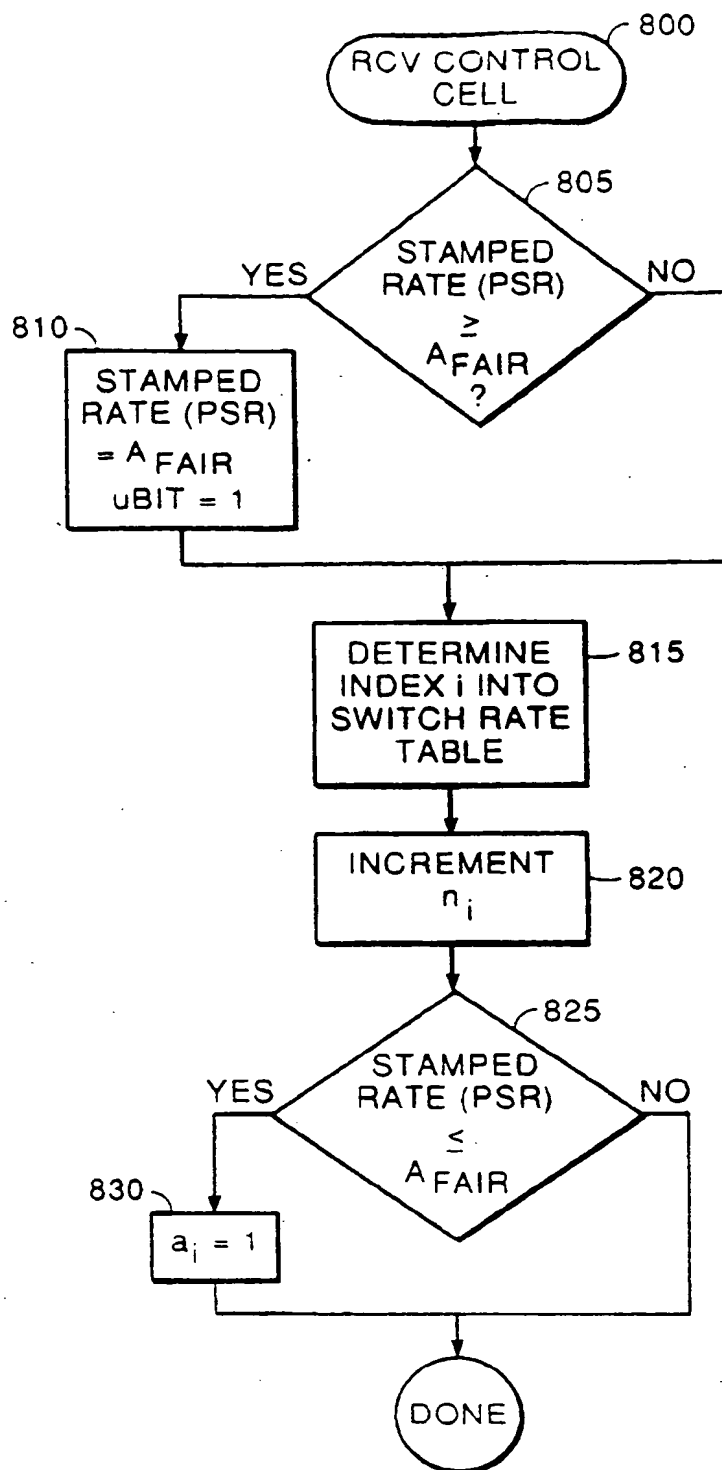 800
RCV CONTROL
CELL
805
STAMPED
RATE (PSR)
≥
A FAIR
?
YES
NO
810
STAMPED
RATE (PSR)
= A FAIR
uBIT = 1
DETERMINE
INDEX i INTO
SWITCH RATE
TABLE
815
INCREMENT
n i
820
825
STAMPED
RATE (PSR)
≤
A FAIR
YES
NO
830
a i = 1
DONE